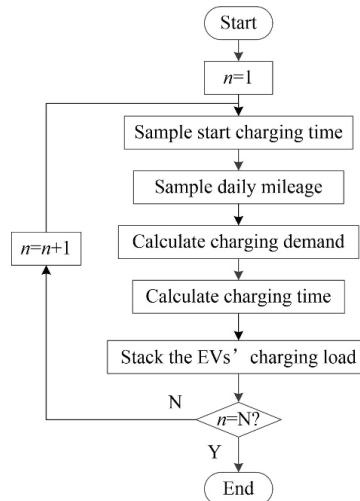 Start
n=1
Sample start charging time
Sample daily mileage
Calculate charging demand
n=n+1
Calculate charging time
Stack the EVs’ charging load
N
n=N?
Y
End